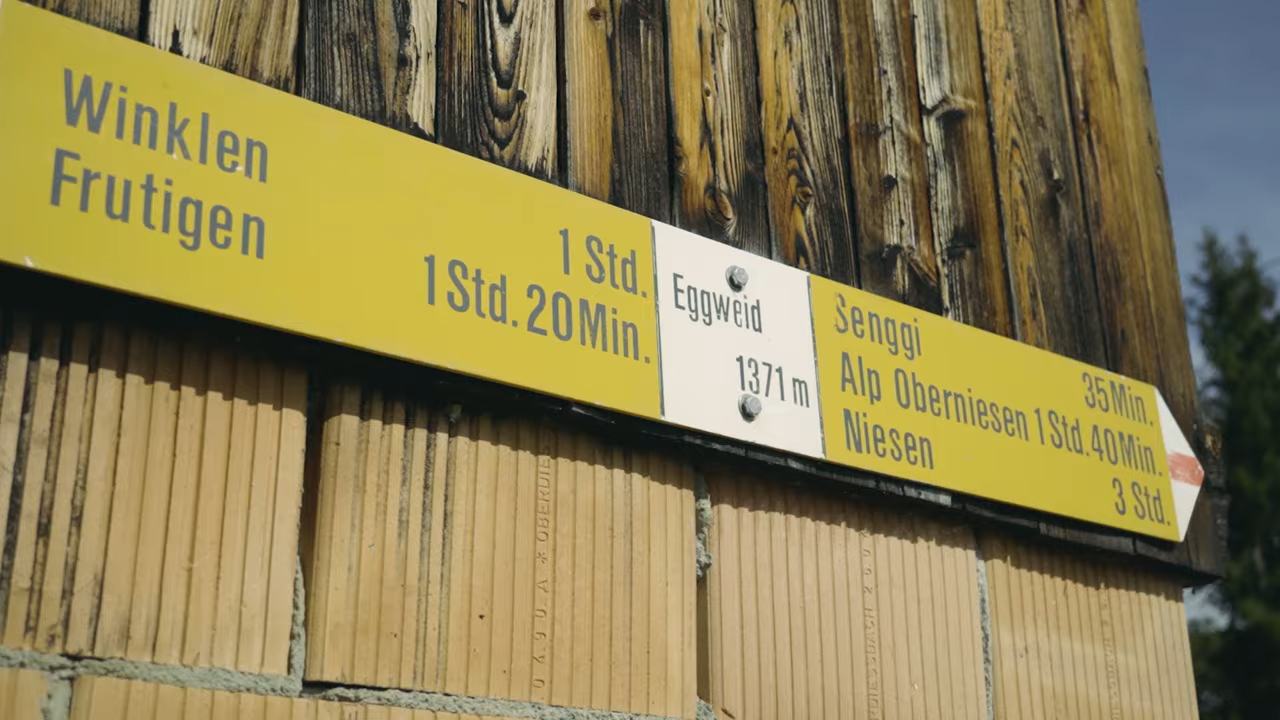 Winklen 1 Std.
Frutigen 1 Std. 20 Min.
Eggweid
1371 m
Senggi 35 Min.
Alp Oberniesen 1 Std. 40 Min.
Niesen 3 Std.